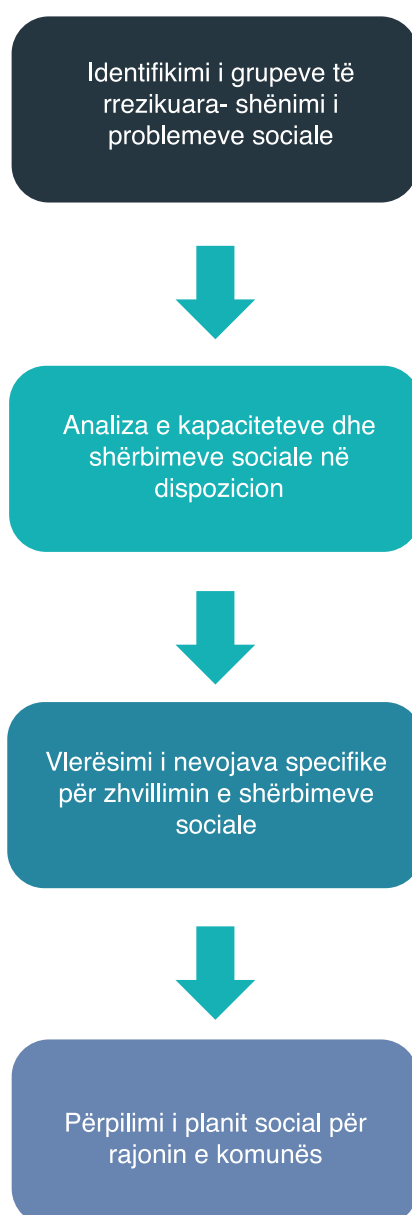 Identifikimi i grupeve të
rrezikuara- shënimi i
problemeve sociale
Analiza e kapaciteteve dhe
shërbimeve sociale në
dispozicion
Vlerësimi i nevojava specifike
për zhvillimin e shërbimeve
sociale
Përpilimi i planit social për
rajonin e komunës